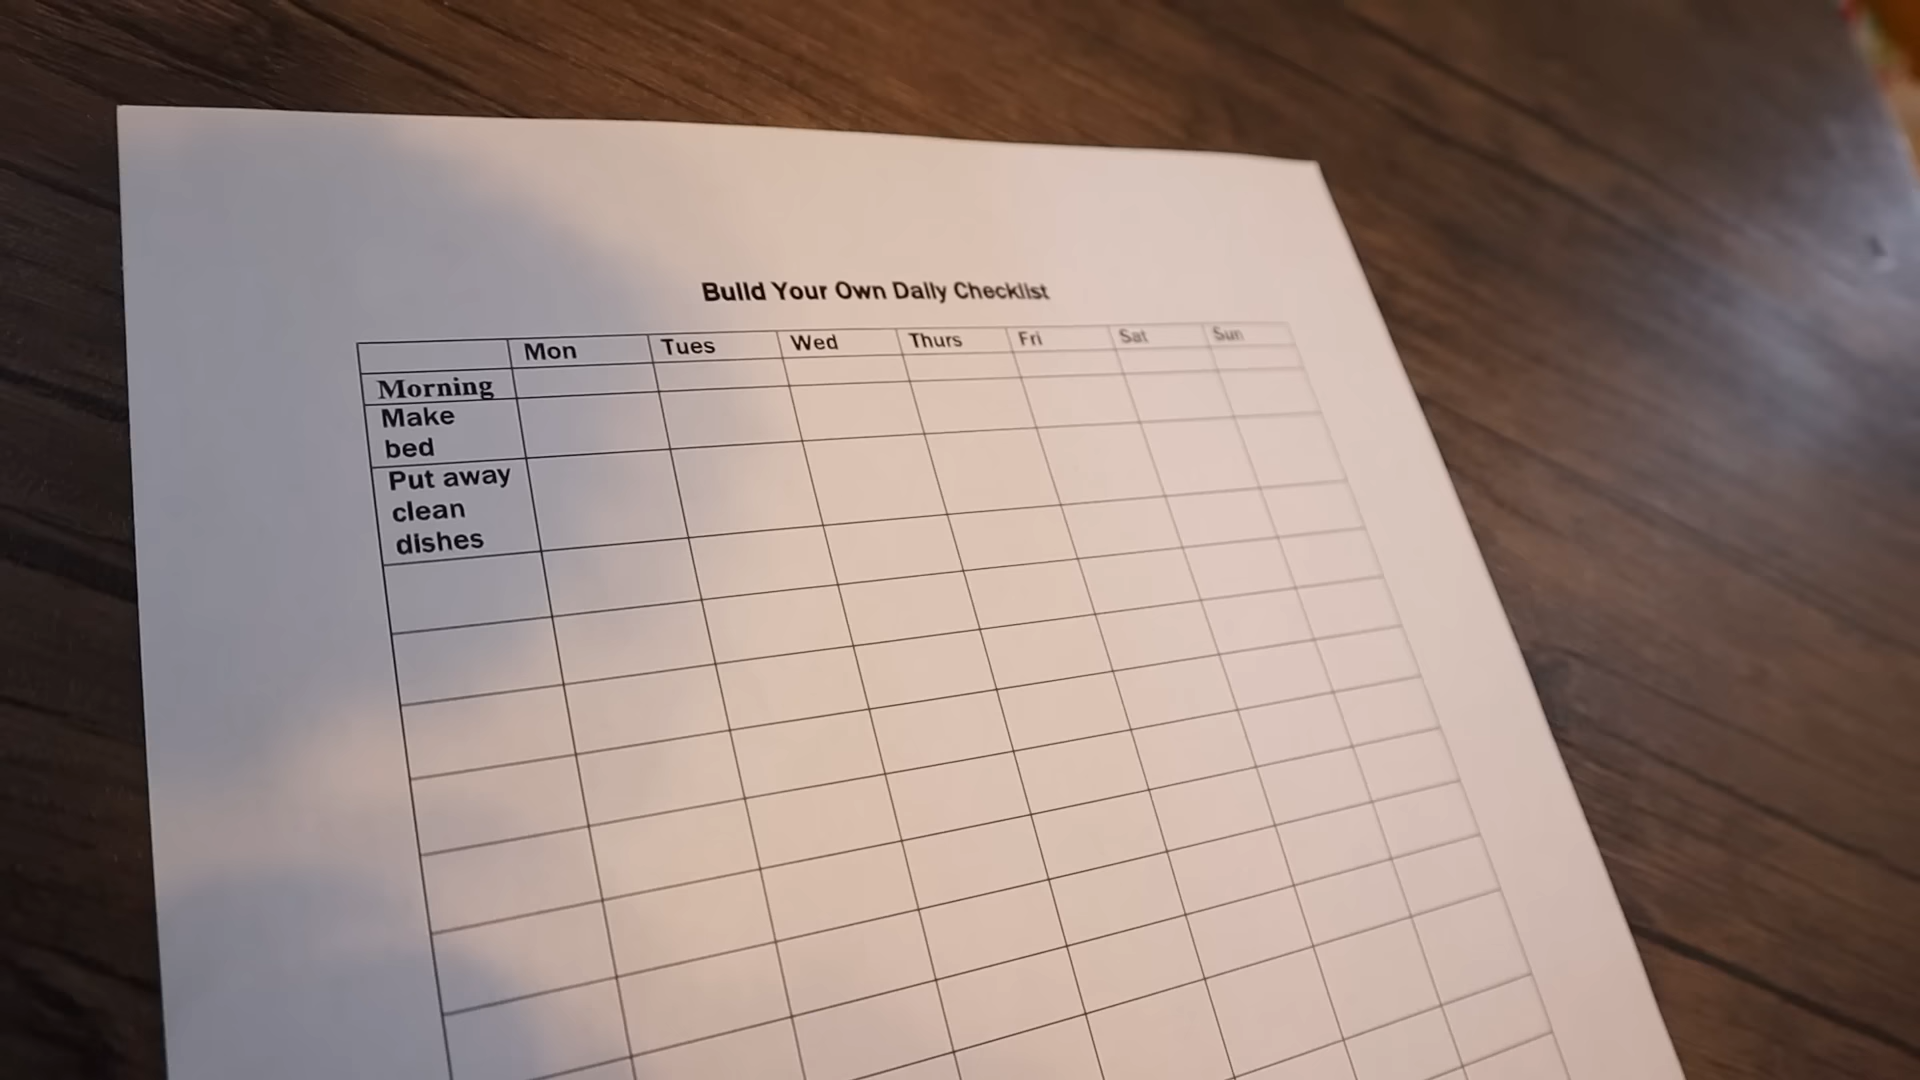 Build Your Own Daily Checklist
Mon Tues Wed Thurs Fri Sat Sun
Morning
Make
bed
Put away
clean
dishes